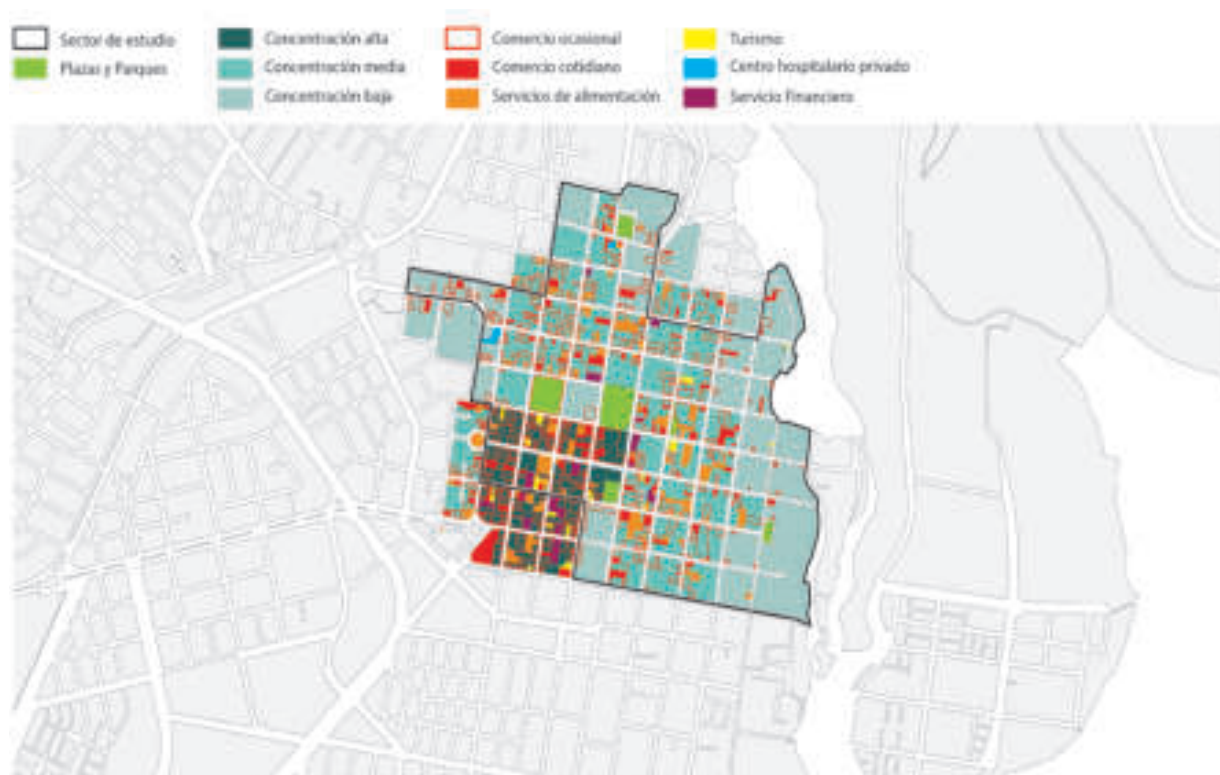 Sector de estudio
Plazas y Parques
Concentración alta
Concentración media
Concentración baja
Comercio ocasional
Comercio cotidiano
Servicios de alimentación
Turismo
Centro hospitalario privado
Servicio Financiero